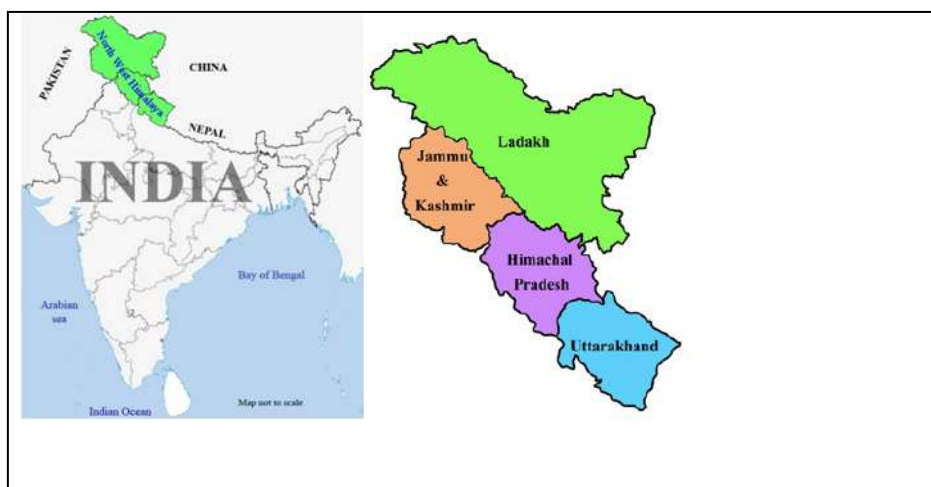 North West Himalaya
PAKISTAN
CHINA
NEPAL
INDIA
Bay of Bengal
Arabian
sea
Indian Ocean
Map not to scale
Ladakh
Jammu
&
Kashmir
Himachal
Pradesh
Uttarakhand